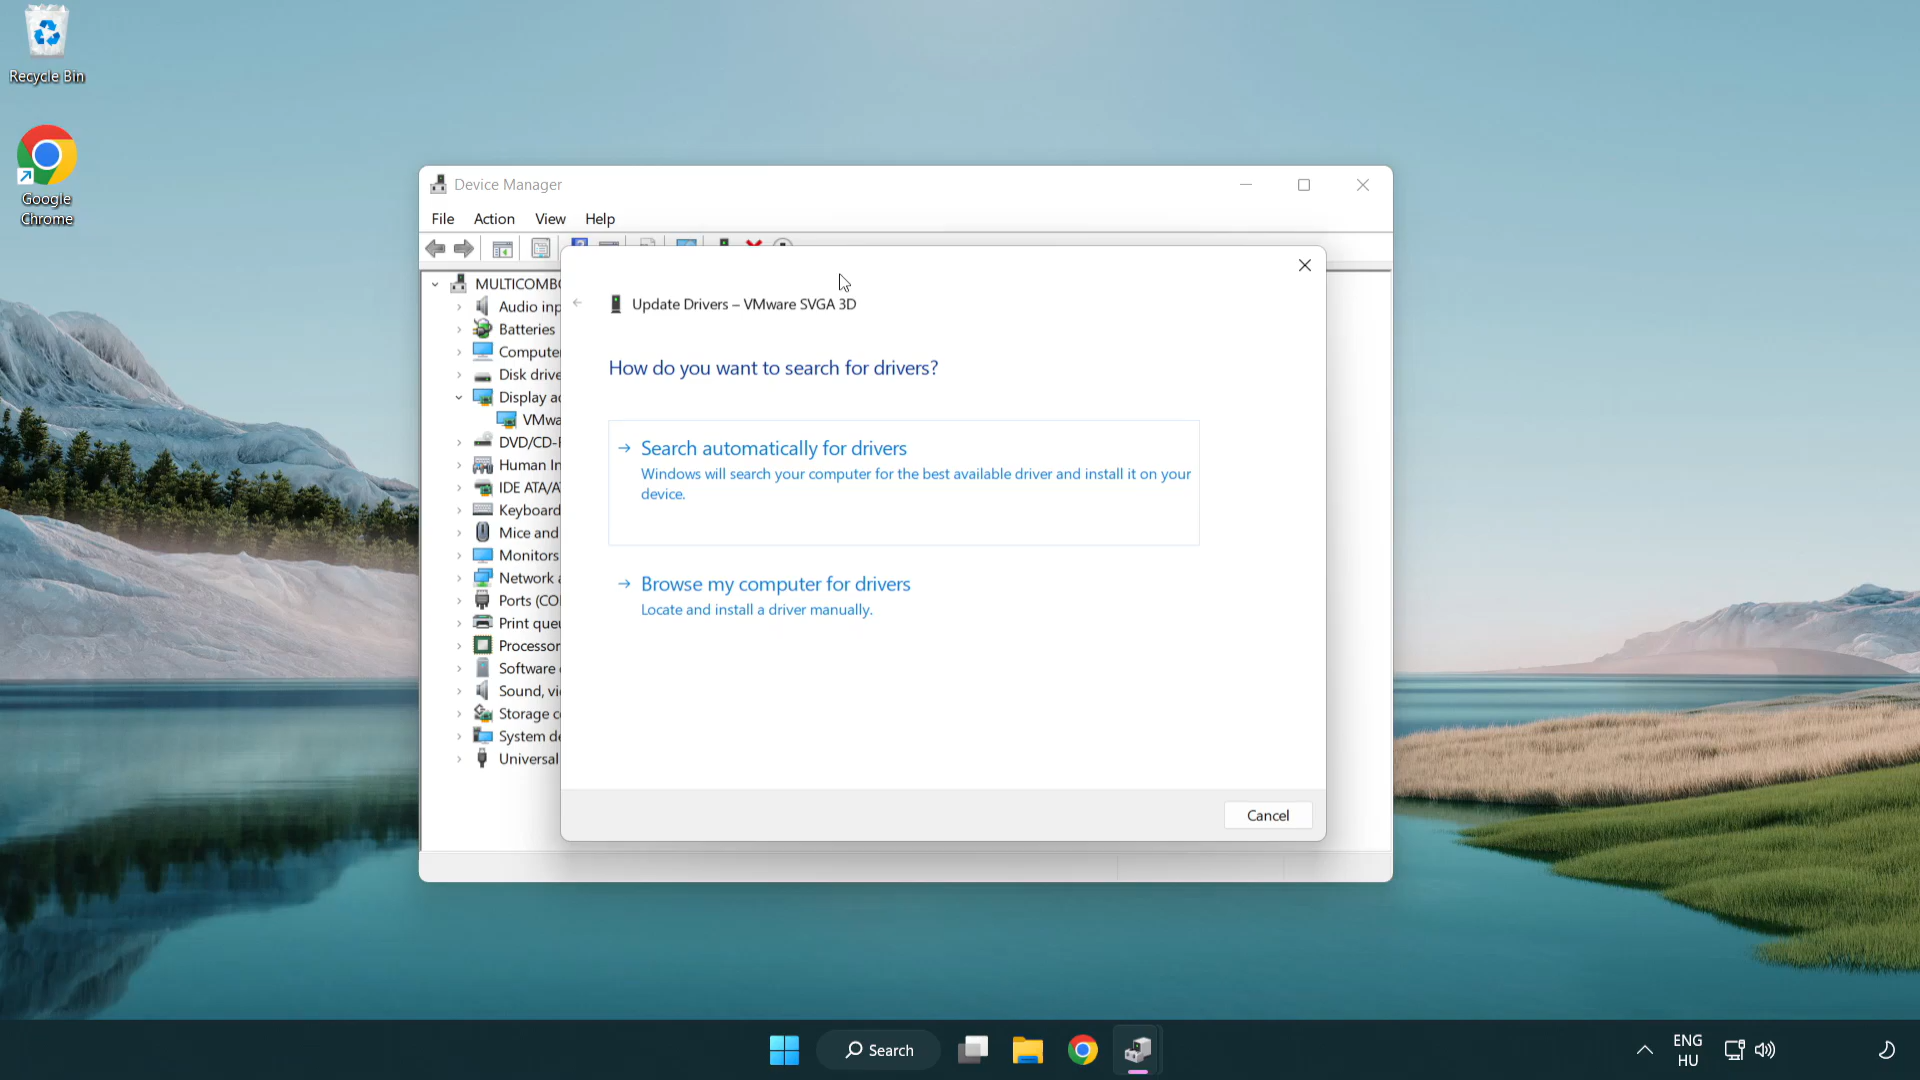 Recycle Bin
Google
Chrome
Device Manager
File Action View Help
MULTICOMBO
Audio inp
Batteries
Compute
Disk drive
Display a
VMwa
DVD/CD-
Human In
IDE ATA/A
Keyboard
Mice and
Monitors
Network
Ports (CO
Print que
Processor
Software
Sound, vi
Storage c
System de
Universal
Update Drivers – VMware SVGA 3D
How do you want to search for drivers?
Search automatically for drivers
Windows will search your computer for the best available driver and install it on your
device.
Browse my computer for drivers
Locate and install a driver manually.
Cancel
Search
ENG
HU